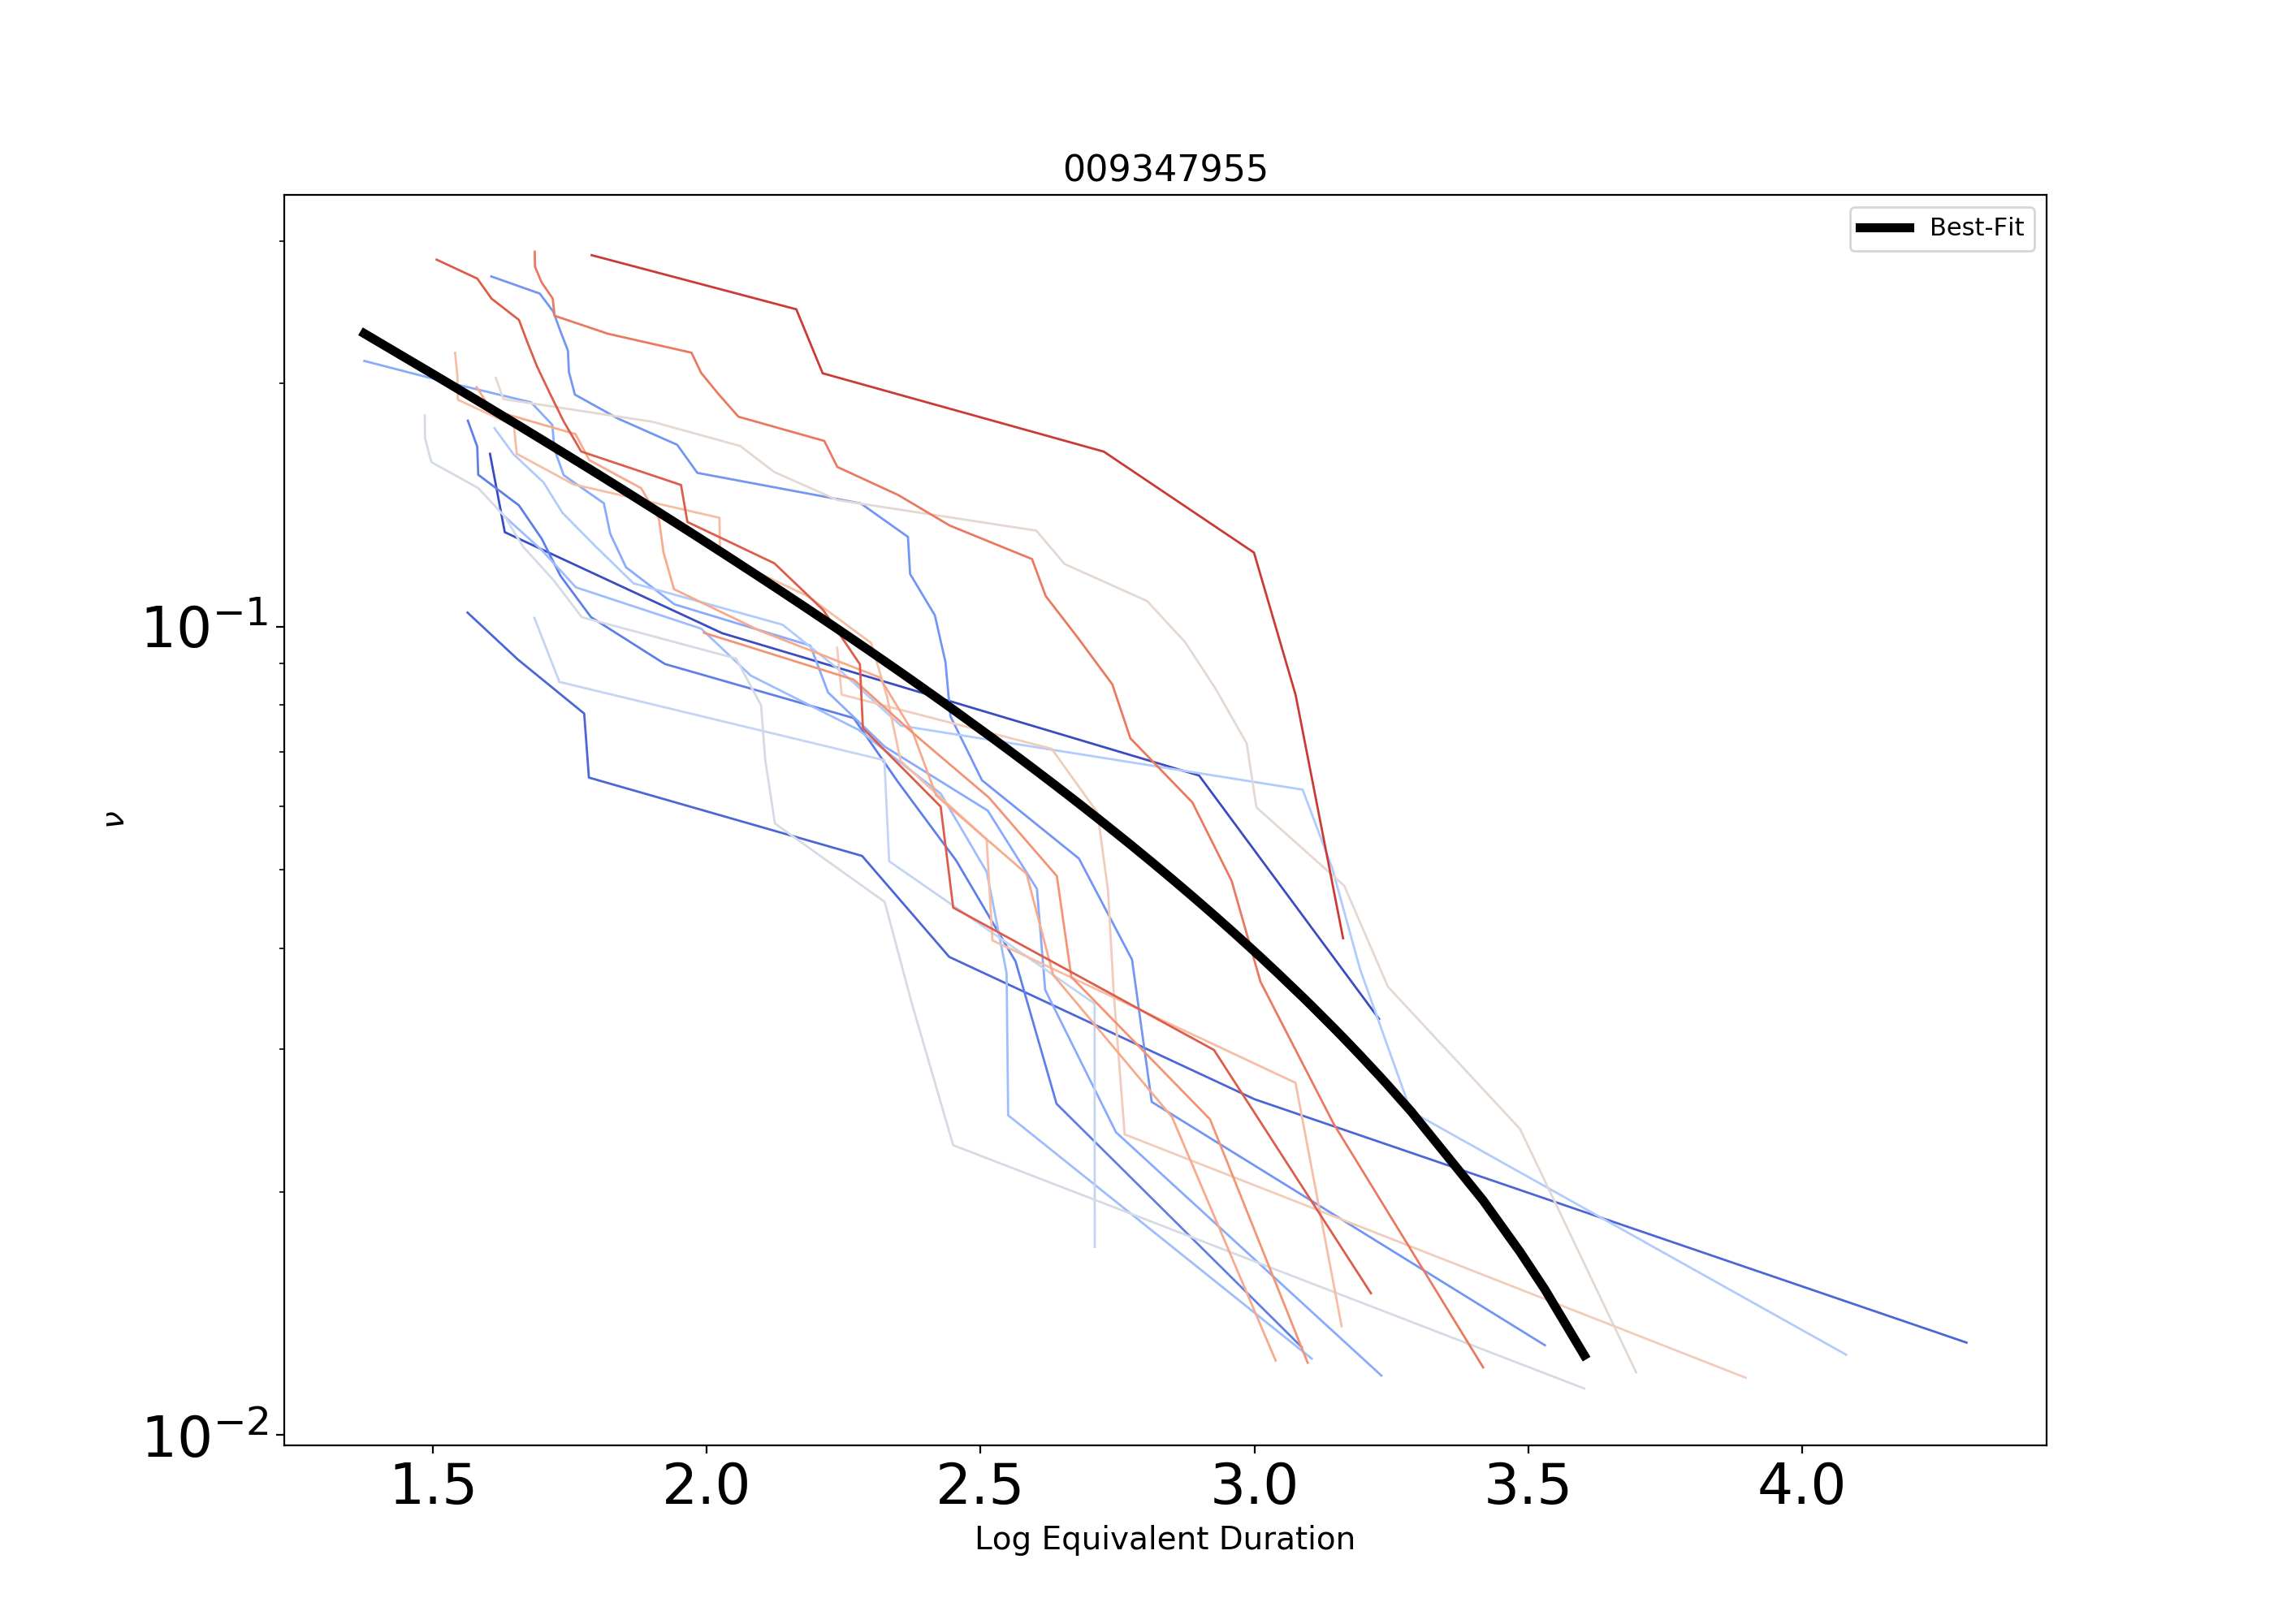 009347955
Best-Fit
ν
10⁻¹
10⁻²
1.5 2.0 2.5 3.0 3.5 4.0
Log Equivalent Duration